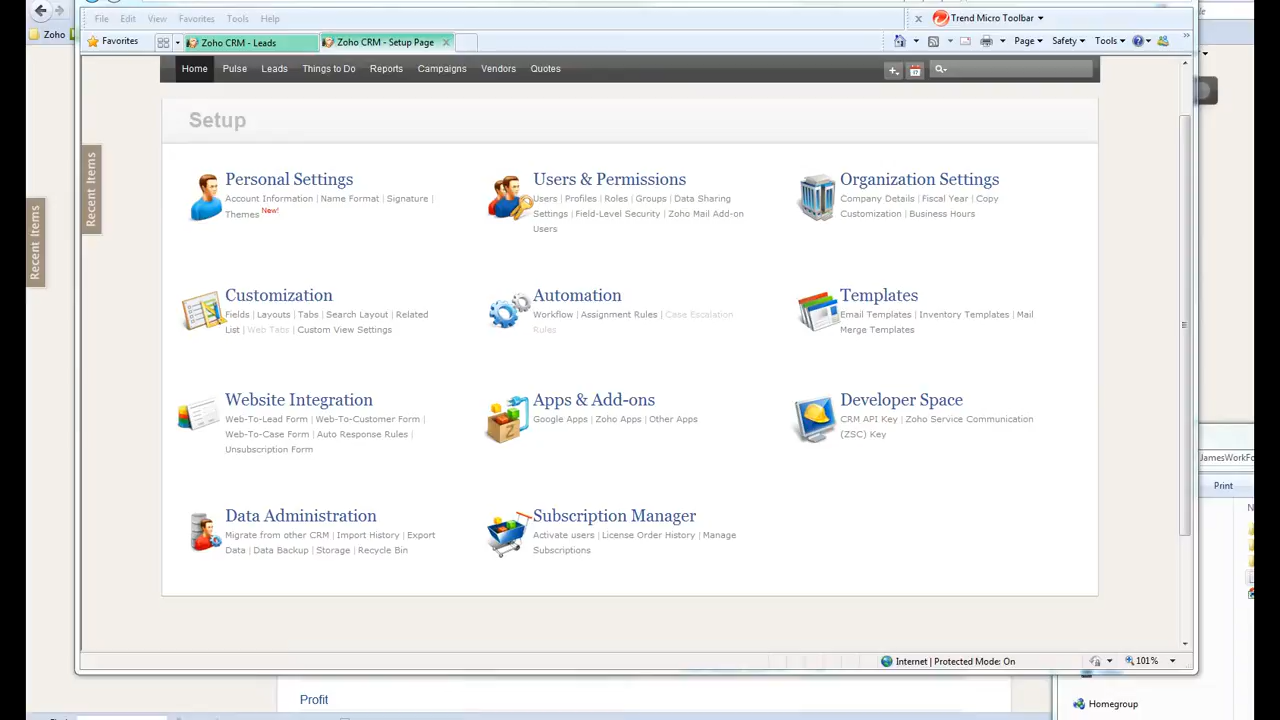 File Edit View Favorites Tools Help
Trend Micro Toolbar
Zoho
Favorites
Zoho CRM - Leads
Zoho CRM - Setup Page
Page Safety Tools
Home Pulse Leads Things to Do Reports Campaigns Vendors Quotes
Setup
Recent Items
Recent Items
Personal Settings
Account Information | Name Format | Signature |
Themes New!
Users & Permissions
Users | Profiles | Roles | Groups | Data Sharing
Settings | Field-Level Security | Zoho Mail Add-on
Users
Organization Settings
Company Details | Fiscal Year | Copy
Customization | Business Hours
Customization
Fields | Layouts | Tabs | Search Layout | Related
List | Web Tabs | Custom View Settings
Automation
Workflow | Assignment Rules | Case Escalation
Rules
Templates
Email Templates | Inventory Templates | Mail
Merge Templates
Website Integration
Web-To-Lead Form | Web-To-Customer Form |
Web-To-Case Form | Auto Response Rules |
Unsubscription Form
Apps & Add-ons
Google Apps | Zoho Apps | Other Apps
Developer Space
CRM API Key | Zoho Service Communication
(ZSC) Key
JamesWorkFo
Print
Data Administration
Migrate from other CRM | Import History | Export
Data | Data Backup | Storage | Recycle Bin
Subscription Manager
Activate users | License Order History | Manage
Subscriptions
Internet | Protected Mode: On
101%
Profit
Homegroup